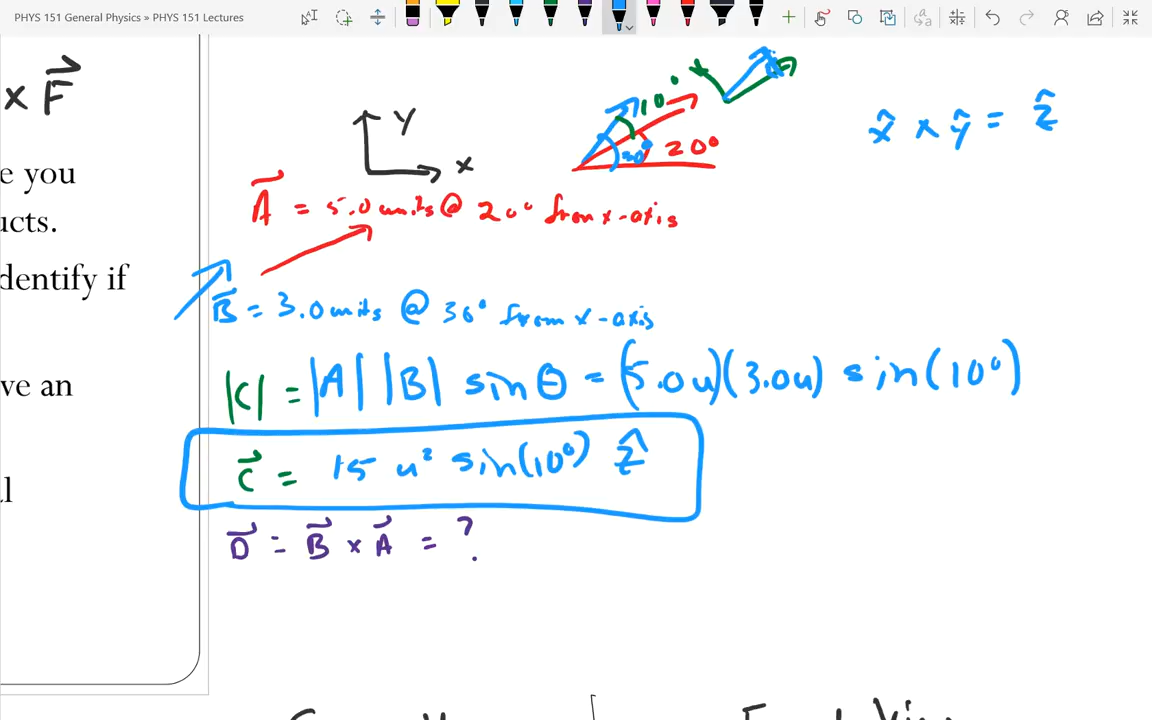 PHYS 151 General Physics » PHYS 151 Lectures
x F
e you
ucts.
dentify if
ve an
al
Y
x
10°
30°
20°
x̂ × ŷ = ẑ
A = 5.0 units @ 20° from x-axis
B = 3.0 units @ 30° from x-axis
|C| = |A| |B| sin θ = (5.0u)(3.0u) sin(10°)
C = 15 u² sin(10°) ẑ
D = B × A = ?